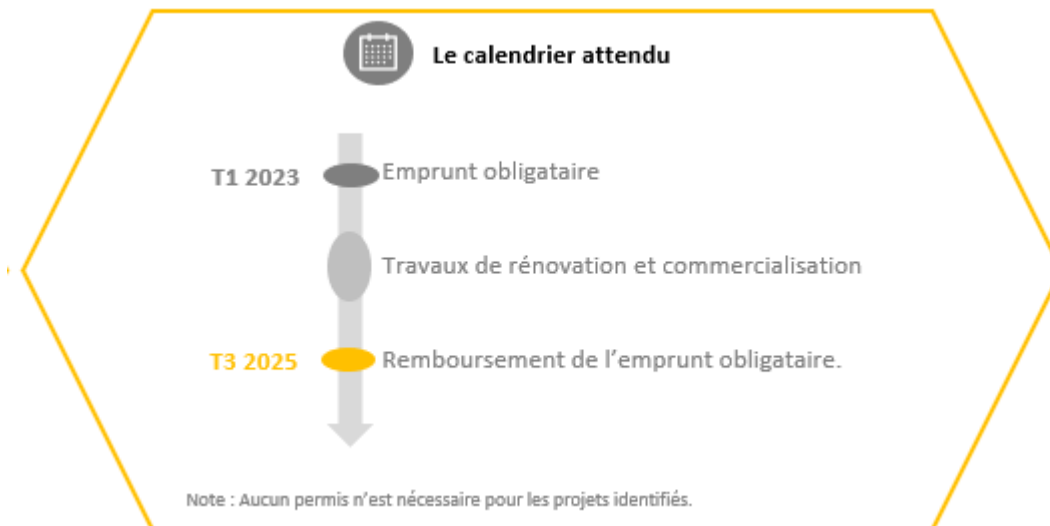 Le calendrier attendu
T1 2023 Emprunt obligataire
Travaux de rénovation et commercialisation
T3 2025 Remboursement de l’emprunt obligataire.
Note : Aucun permis n’est nécessaire pour les projets identifiés.